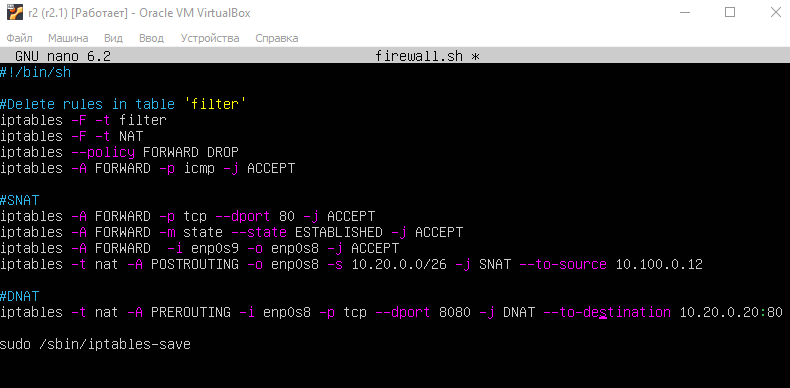 r2 (r2.1) [Работает] - Oracle VM VirtualBox
Файл Машина Вид Ввод Устройства Справка
GNU nano 6.2 firewall.sh *
#!/bin/sh
#Delete rules in table 'filter'
iptables -F -t filter
iptables -F -t NAT
iptables --policy FORWARD DROP
iptables -A FORWARD -p icmp -j ACCEPT
#SNAT
iptables -A FORWARD -p tcp --dport 80 -j ACCEPT
iptables -A FORWARD -m state --state ESTABLISHED -j ACCEPT
iptables -A FORWARD  -i enp0s9 -o enp0s8 -j ACCEPT
iptables -t nat -A POSTROUTING -o enp0s8 -s 10.20.0.0/26 -j SNAT --to-source 10.100.0.12
#DNAT
iptables -t nat -A PREROUTING -i enp0s8 -p tcp --dport 8080 -j DNAT --to-destination 10.20.0.20:80
sudo /sbin/iptables-save